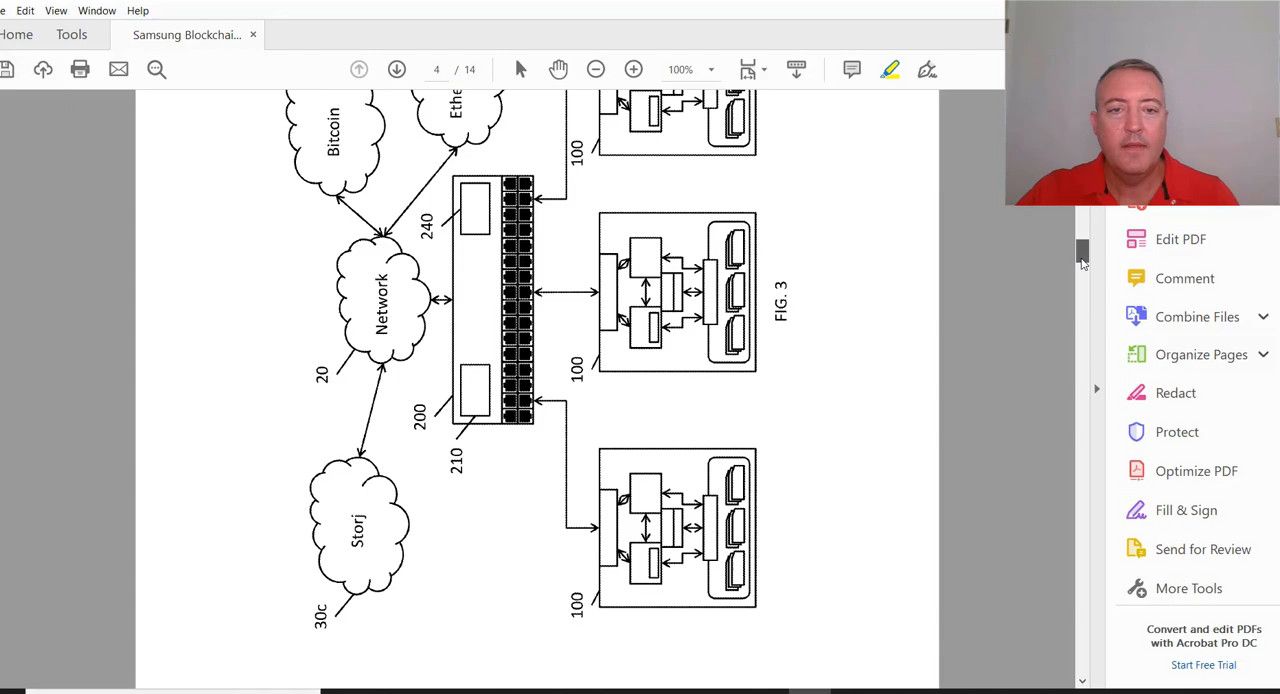 e Edit View Window Help
Home Tools Samsung Blockchai... ×
4 / 14 100%
Bitcoin
Ethe
100
240
Network
FIG. 3
20
100
200
210
Storj
30c
100
Edit PDF
Comment
Combine Files
Organize Pages
Redact
Protect
Optimize PDF
Fill & Sign
Send for Review
More Tools
Convert and edit PDFs
with Acrobat Pro DC
Start Free Trial